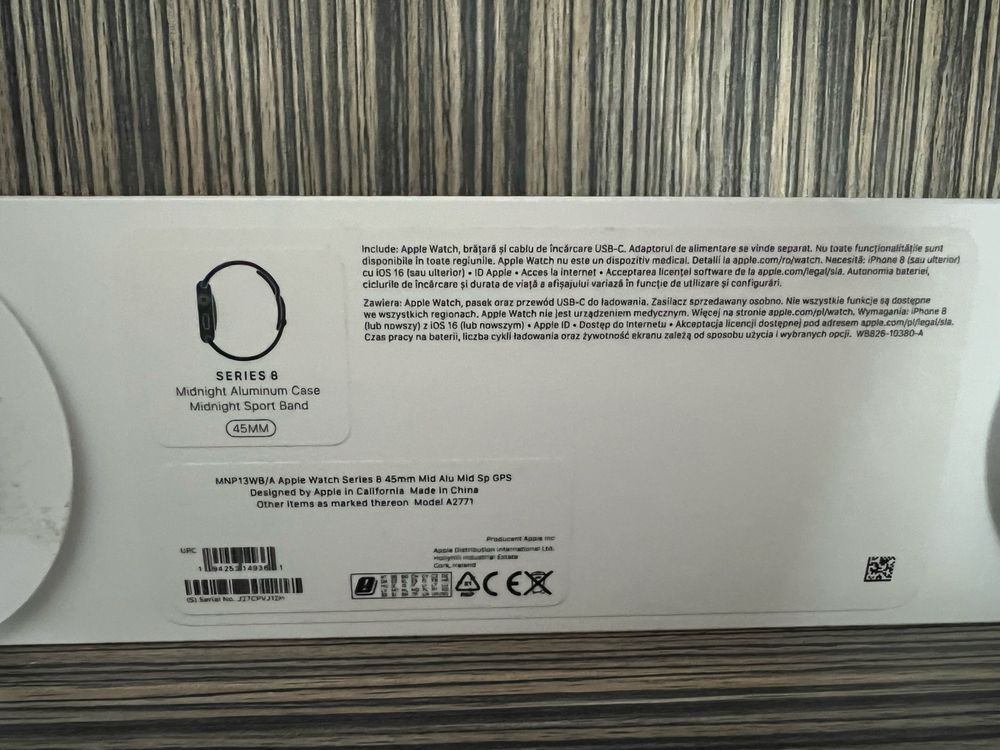 Include: Apple Watch, brățară și cablu de încărcare USB-C. Adaptorul de alimentare se vinde separat. Nu toate funcționalitățile sunt
disponibile în toate regiunile. Apple Watch nu este un dispozitiv medical. Detalii la apple.com/ro/watch. Necesită: iPhone 8 (sau ulterior)
cu iOS 16 (sau ulterior) • ID Apple • Acces la internet • Acceptarea licenței software de la apple.com/legal/sla. Autonomia bateriei,
ciclurile de încărcare și durata de viață a afișajului variază în funcție de utilizare și configurări.
Zawiera: Apple Watch, pasek oraz przewód USB-C do ładowania. Zasilacz sprzedawany osobno. Nie wszystkie funkcje są dostępne
we wszystkich regionach. Apple Watch nie jest urządzeniem medycznym. Więcej na stronie apple.com/pl/watch. Wymagania: iPhone 8
(lub nowszy) z iOS 16 (lub nowszym) • Apple ID • Dostęp do Internetu • Akceptacja licencji dostępnej pod adresem apple.com/pl/legal/sla.
Czas pracy na baterii, liczba cykli ładowania oraz żywotność ekranu zależą od sposobu użycia i wybranych opcji. WB826-10380-A
SERIES 8
Midnight Aluminum Case
Midnight Sport Band
45MM
MNP13WB/A Apple Watch Series 8 45mm Mid Alu Mid Sp GPS
Designed by Apple in California Made in China
Other items as marked thereon Model A2771
Producent Apple Inc
Apple Distribution International Ltd.
Hollyhill Industrial Estate
Cork, Ireland
UPC
(S) Serial No.
CE